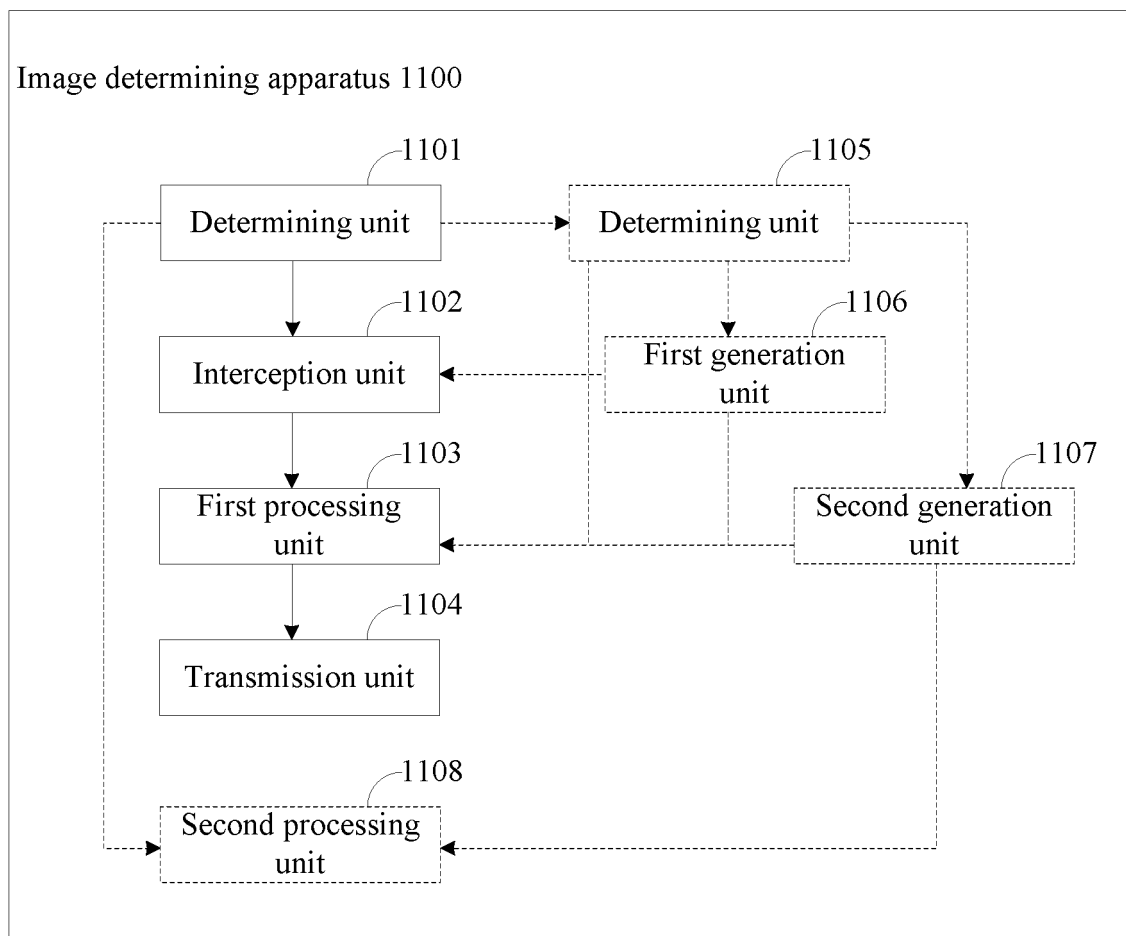 Image determining apparatus 1100
1101
1105
Determining unit
Determining unit
1102
1106
Interception unit
First generation
unit
1103
1107
First processing
unit
Second generation
unit
1104
Transmission unit
1108
Second processing
unit